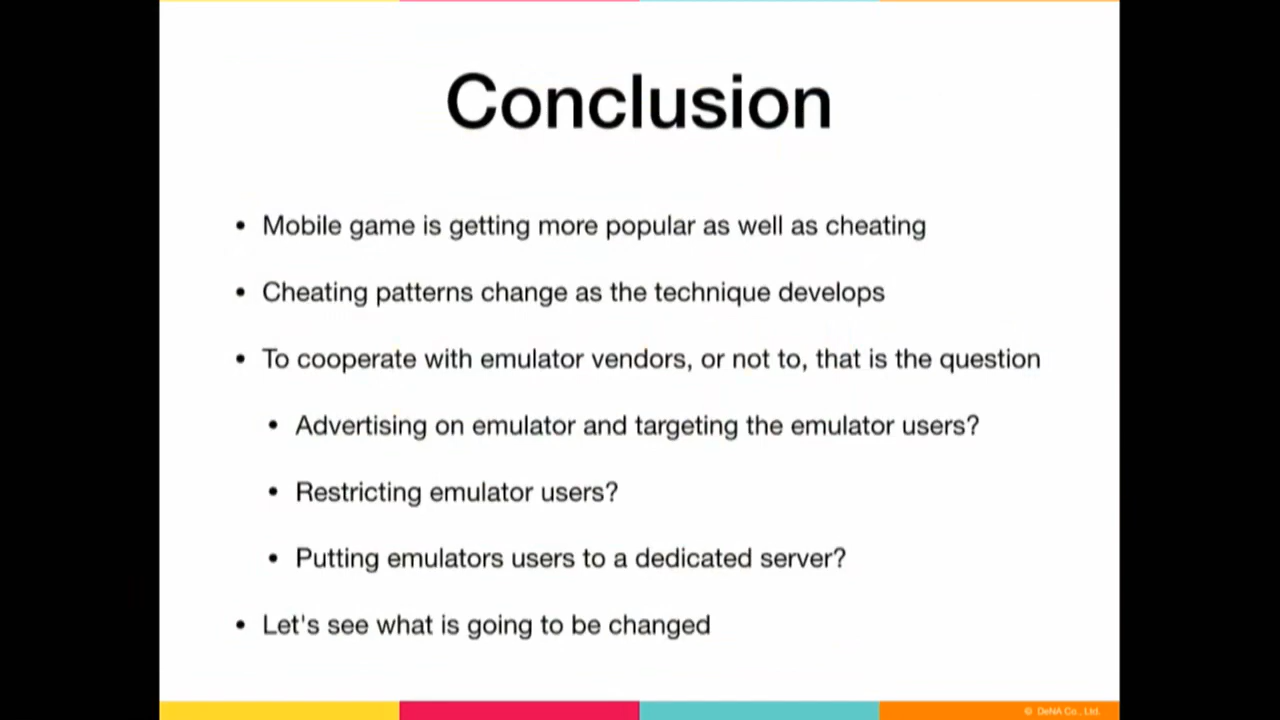 Conclusion
• Mobile game is getting more popular as well as cheating
• Cheating patterns change as the technique develops
• To cooperate with emulator vendors, or not to, that is the question
• Advertising on emulator and targeting the emulator users?
• Restricting emulator users?
• Putting emulators users to a dedicated server?
• Let's see what is going to be changed
© DeNA Co., Ltd.